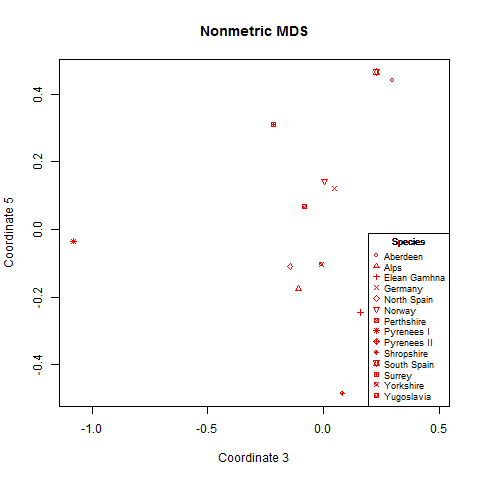 Nonmetric MDS
Coordinate 5
0.4
0.2
0.0
-0.2
-0.4
Species
Aberdeen
Alps
Elean Gamhna
Germany
North Spain
Norway
Perthshire
Pyrenees I
Pyrenees II
Shropshire
South Spain
Surrey
Yorkshire
Yugoslavia
-1.0 -0.5 0.0 0.5
Coordinate 3